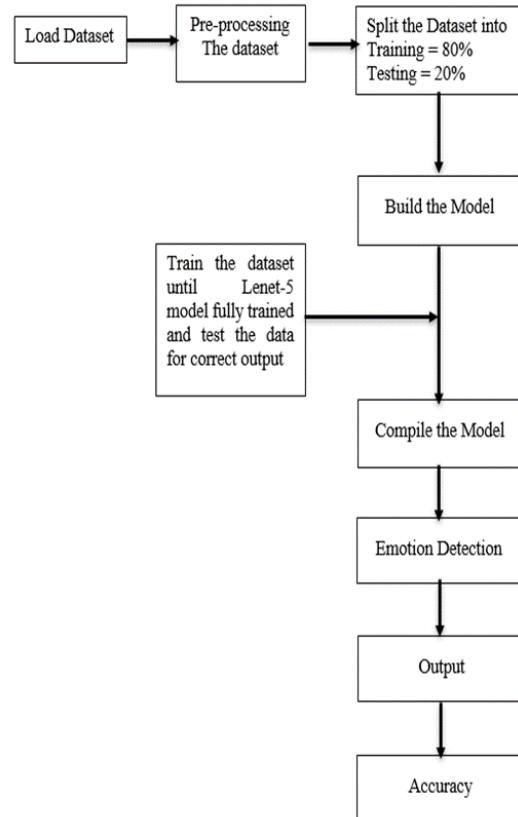 Load Dataset
Pre-processing
The dataset
Split the Dataset into
Training = 80%
Testing = 20%
Build the Model
Train the dataset
until Lenet-5
model fully trained
and test the data
for correct output
Compile the Model
Emotion Detection
Output
Accuracy